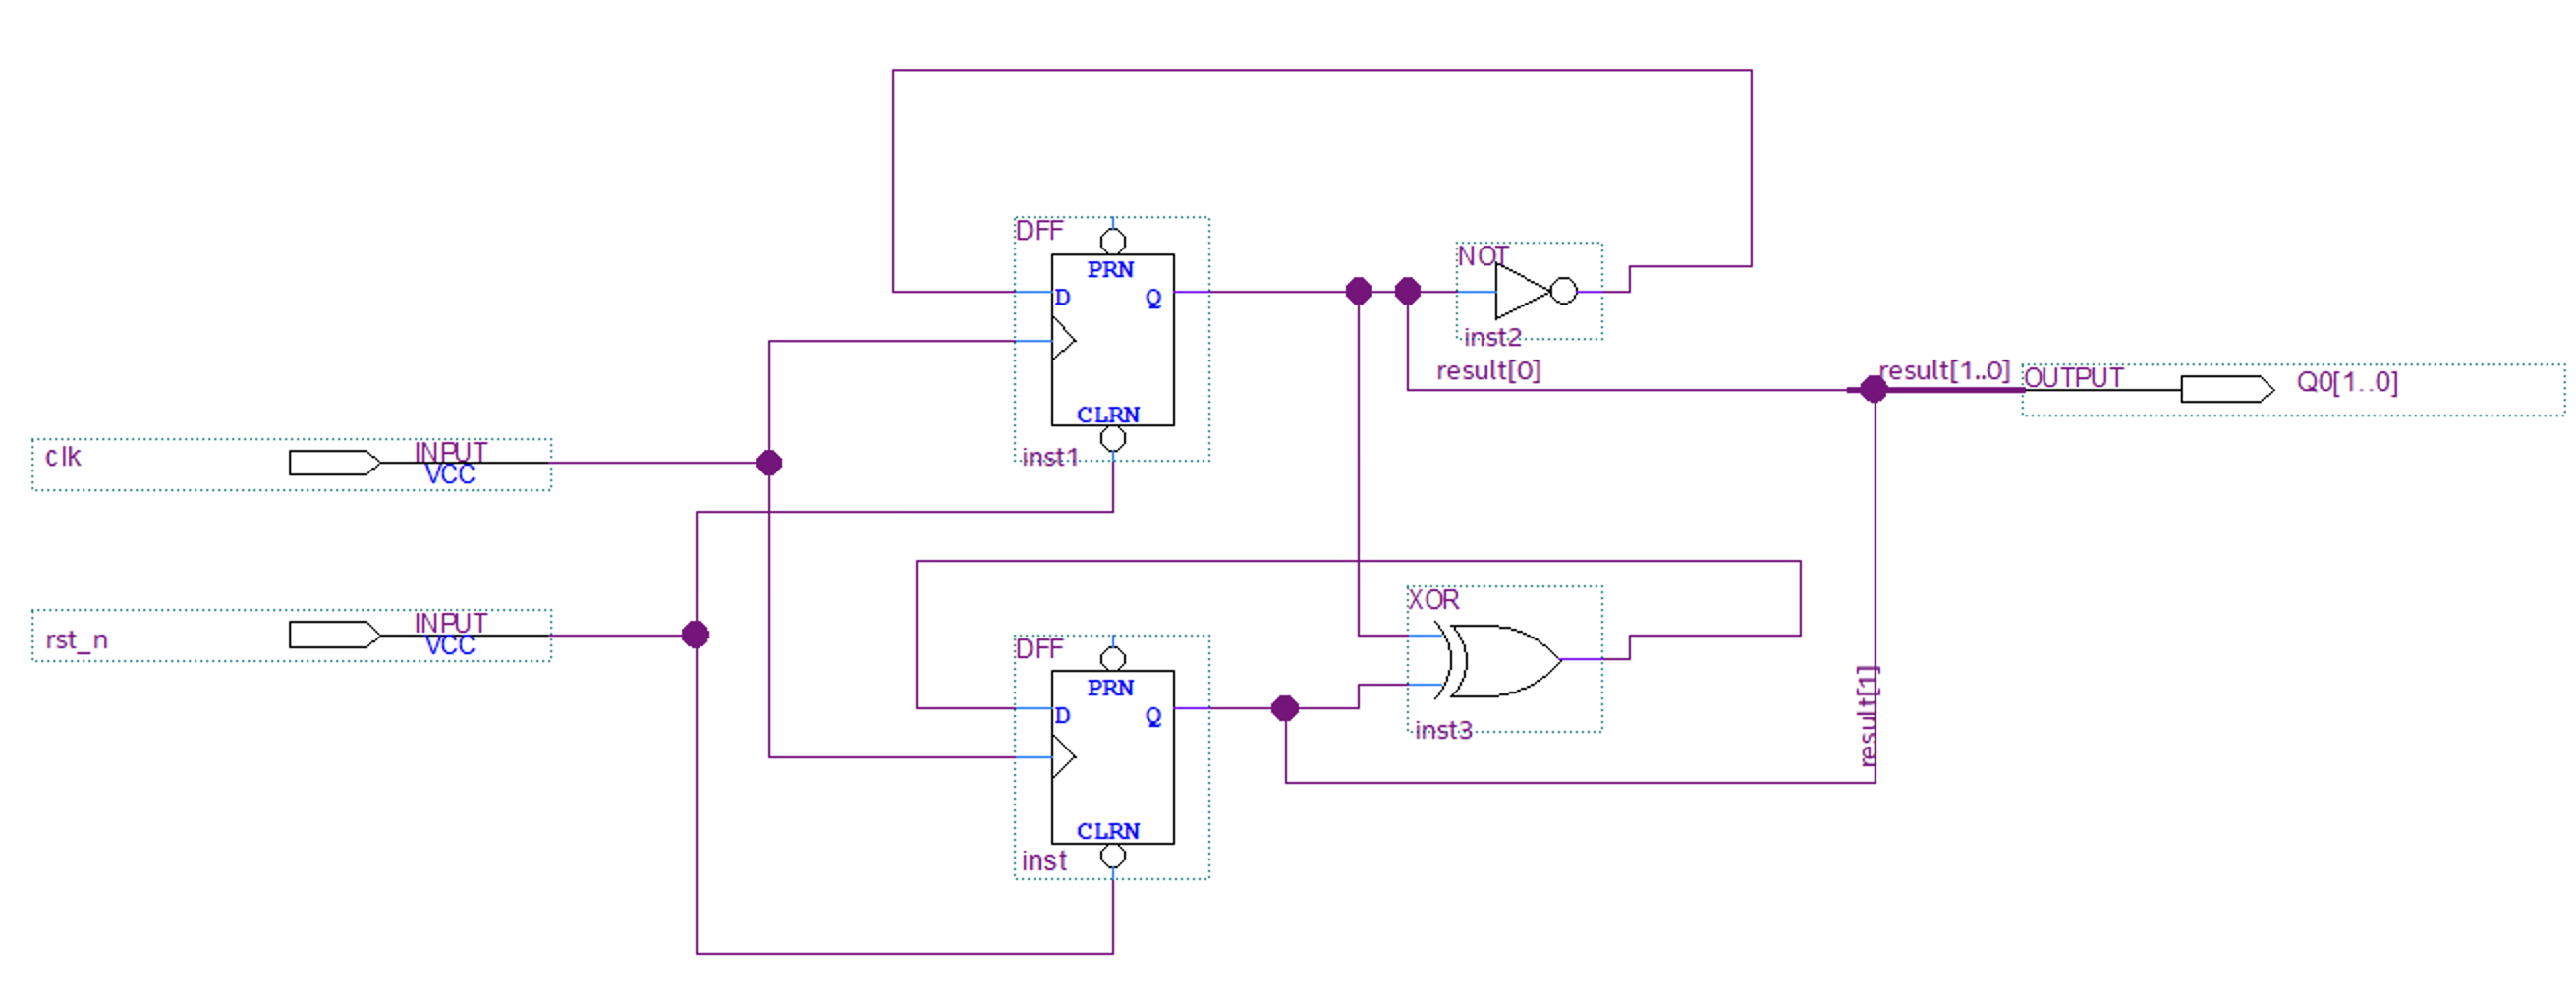 DFF
PRN
D
Q
CLRN
inst1
NOT
inst2
result[0]
result[1..0]
OUTPUT
Q0[1..0]
clk
INPUT
VCC
rst_n
INPUT
VCC
XOR
inst3
DFF
PRN
D
Q
CLRN
inst
result[1]